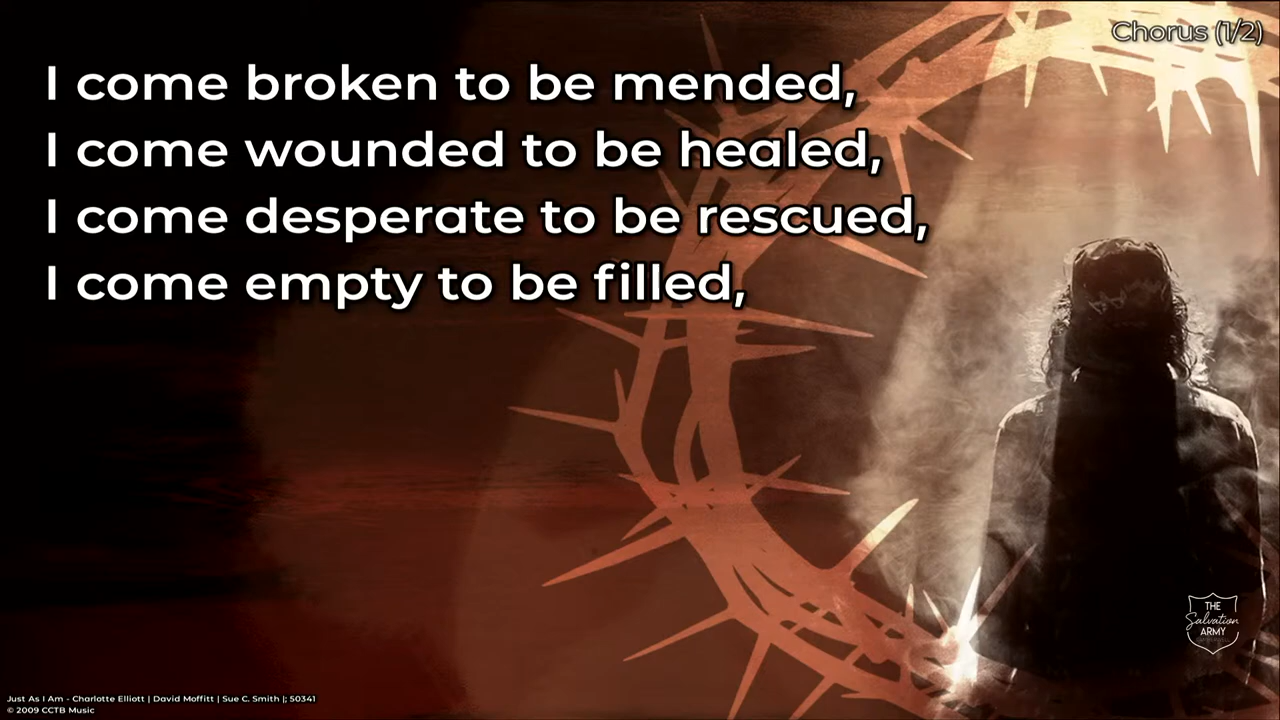 Chorus (1/2)
I come broken to be mended,
I come wounded to be healed,
I come desperate to be rescued,
I come empty to be filled,
THE
Salvation
ARMY
Just As I Am - Charlotte Elliott | David Moffitt | Sue C. Smith |; 50341
© 2009 CCTB Music